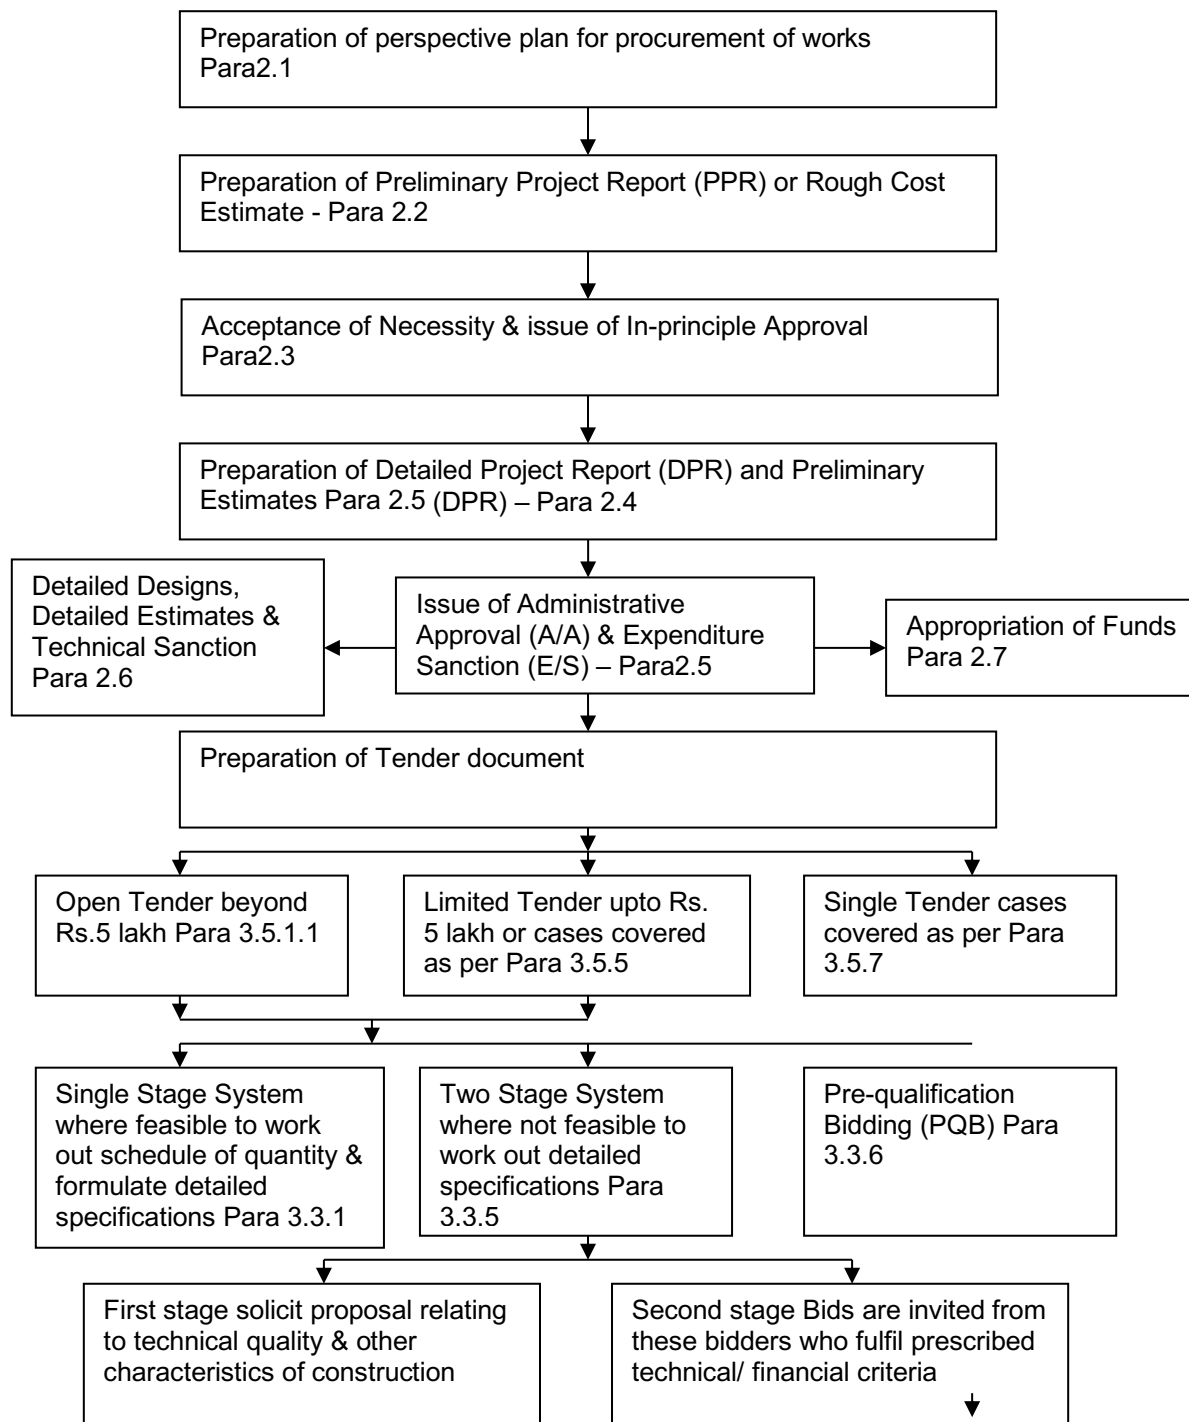 Preparation of perspective plan for procurement of works
Para2.1
Preparation of Preliminary Project Report (PPR) or Rough Cost
Estimate - Para 2.2
Acceptance of Necessity & issue of In-principle Approval
Para2.3
Preparation of Detailed Project Report (DPR) and Preliminary
Estimates Para 2.5 (DPR) – Para 2.4
Detailed Designs,
Detailed Estimates &
Technical Sanction
Para 2.6
Issue of Administrative
Approval (A/A) & Expenditure
Sanction (E/S) – Para2.5
Appropriation of Funds
Para 2.7
Preparation of Tender document
Open Tender beyond
Rs.5 lakh Para 3.5.1.1
Limited Tender upto Rs.
5 lakh or cases covered
as per Para 3.5.5
Single Tender cases
covered as per Para
3.5.7
Single Stage System
where feasible to work
out schedule of quantity &
formulate detailed
specifications Para 3.3.1
Two Stage System
where not feasible to
work out detailed
specifications Para
3.3.5
Pre-qualification
Bidding (PQB) Para
3.3.6
First stage solicit proposal relating
to technical quality & other
characteristics of construction
Second stage Bids are invited from
these bidders who fulfil prescribed
technical/ financial criteria